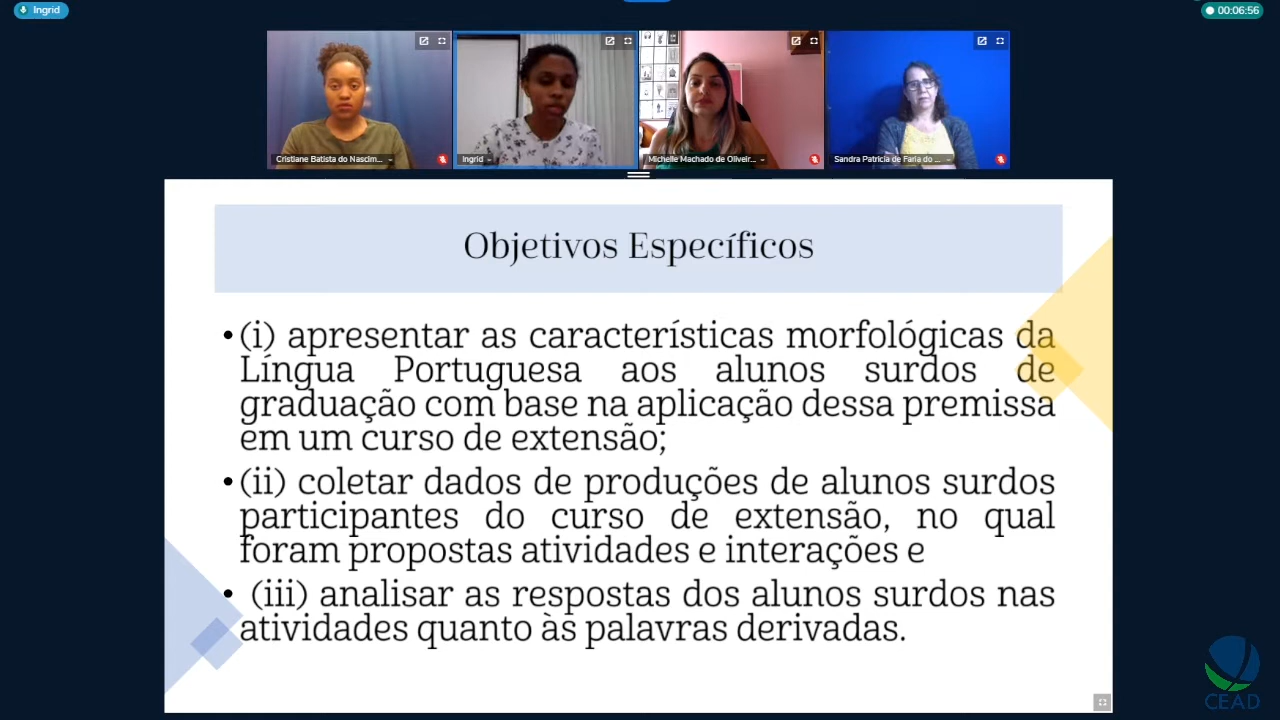 Ingrid
00:06:56
Cristiane Batista do Nascim...
Ingrid
Michelle Machado de Oliveir...
Sandra Patrícia de Faria do ...
Objetivos Específicos
•(i) apresentar as características morfológicas da
Língua Portuguesa aos alunos surdos de
graduação com base na aplicação dessa premissa
em um curso de extensão;
•(ii) coletar dados de produções de alunos surdos
participantes do curso de extensão, no qual
foram propostas atividades e interações e
• (iii) analisar as respostas dos alunos surdos nas
atividades quanto às palavras derivadas.
CEAD